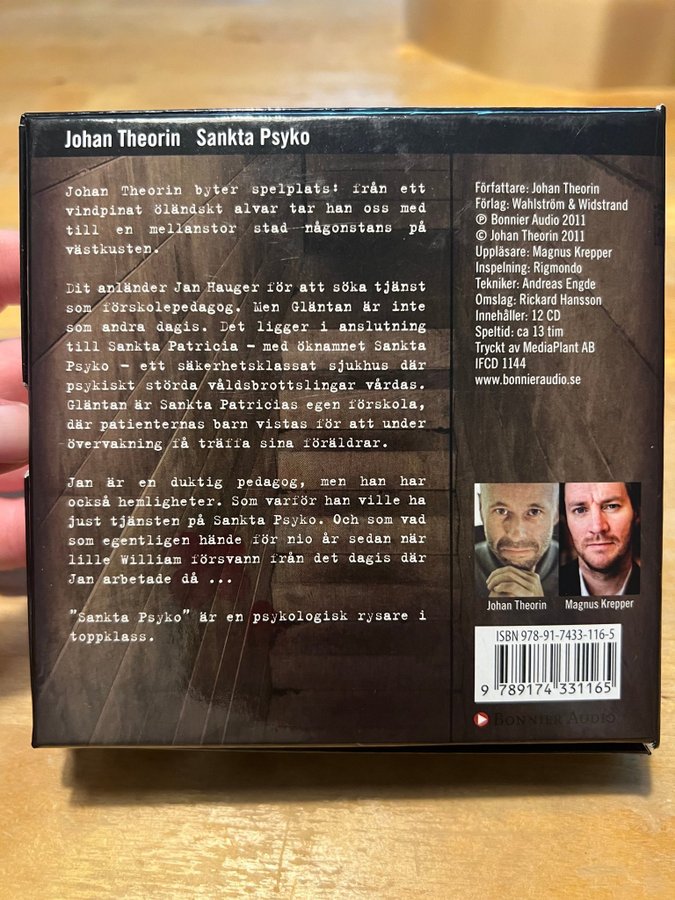 Johan Theorin Sankta Psyko
Johan Theorin byter spelplats: från ett
vindpinat öländskt alvar tar han oss med
till en mellanstor stad någonstans på
västkusten.
Dit anländer Jan Hauger för att söka tjänst
som förskolepedagog. Men Gläntan är inte
som andra dagis. Det ligger i anslutning
till Sankta Patricia – med öknamnet Sankta
Psyko – ett säkerhetsklassat sjukhus där
psykiskt störda våldsbrottslingar vårdas.
Gläntan är Sankta Patricias egen förskola,
där patienternas barn vistas för att under
övervakning få träffa sina föräldrar.
Jan är en duktig pedagog, men han har
också hemligheter. Som varför han ville ha
just tjänsten på Sankta Psyko. Och som vad
som egentligen hände för nio år sedan när
lille William försvann från det dagis där
Jan arbetade då ...
"Sankta Psyko" är en psykologisk rysare i
toppklass.
Författare: Johan Theorin
Förlag: Wahlström & Widstrand
℗ Bonnier Audio 2011
© Johan Theorin 2011
Uppläsare: Magnus Krepper
Inspelning: Rigmondo
Tekniker: Andreas Engde
Omslag: Rickard Hansson
Innehåller: 12 CD
Speltid: ca 13 tim
Tryckt av MediaPlant AB
IFCD 1144
www.bonnieraudio.se
Johan Theorin Magnus Krepper
ISBN 978-91-7433-116-5
9 789174 331165
Bonnier Audio